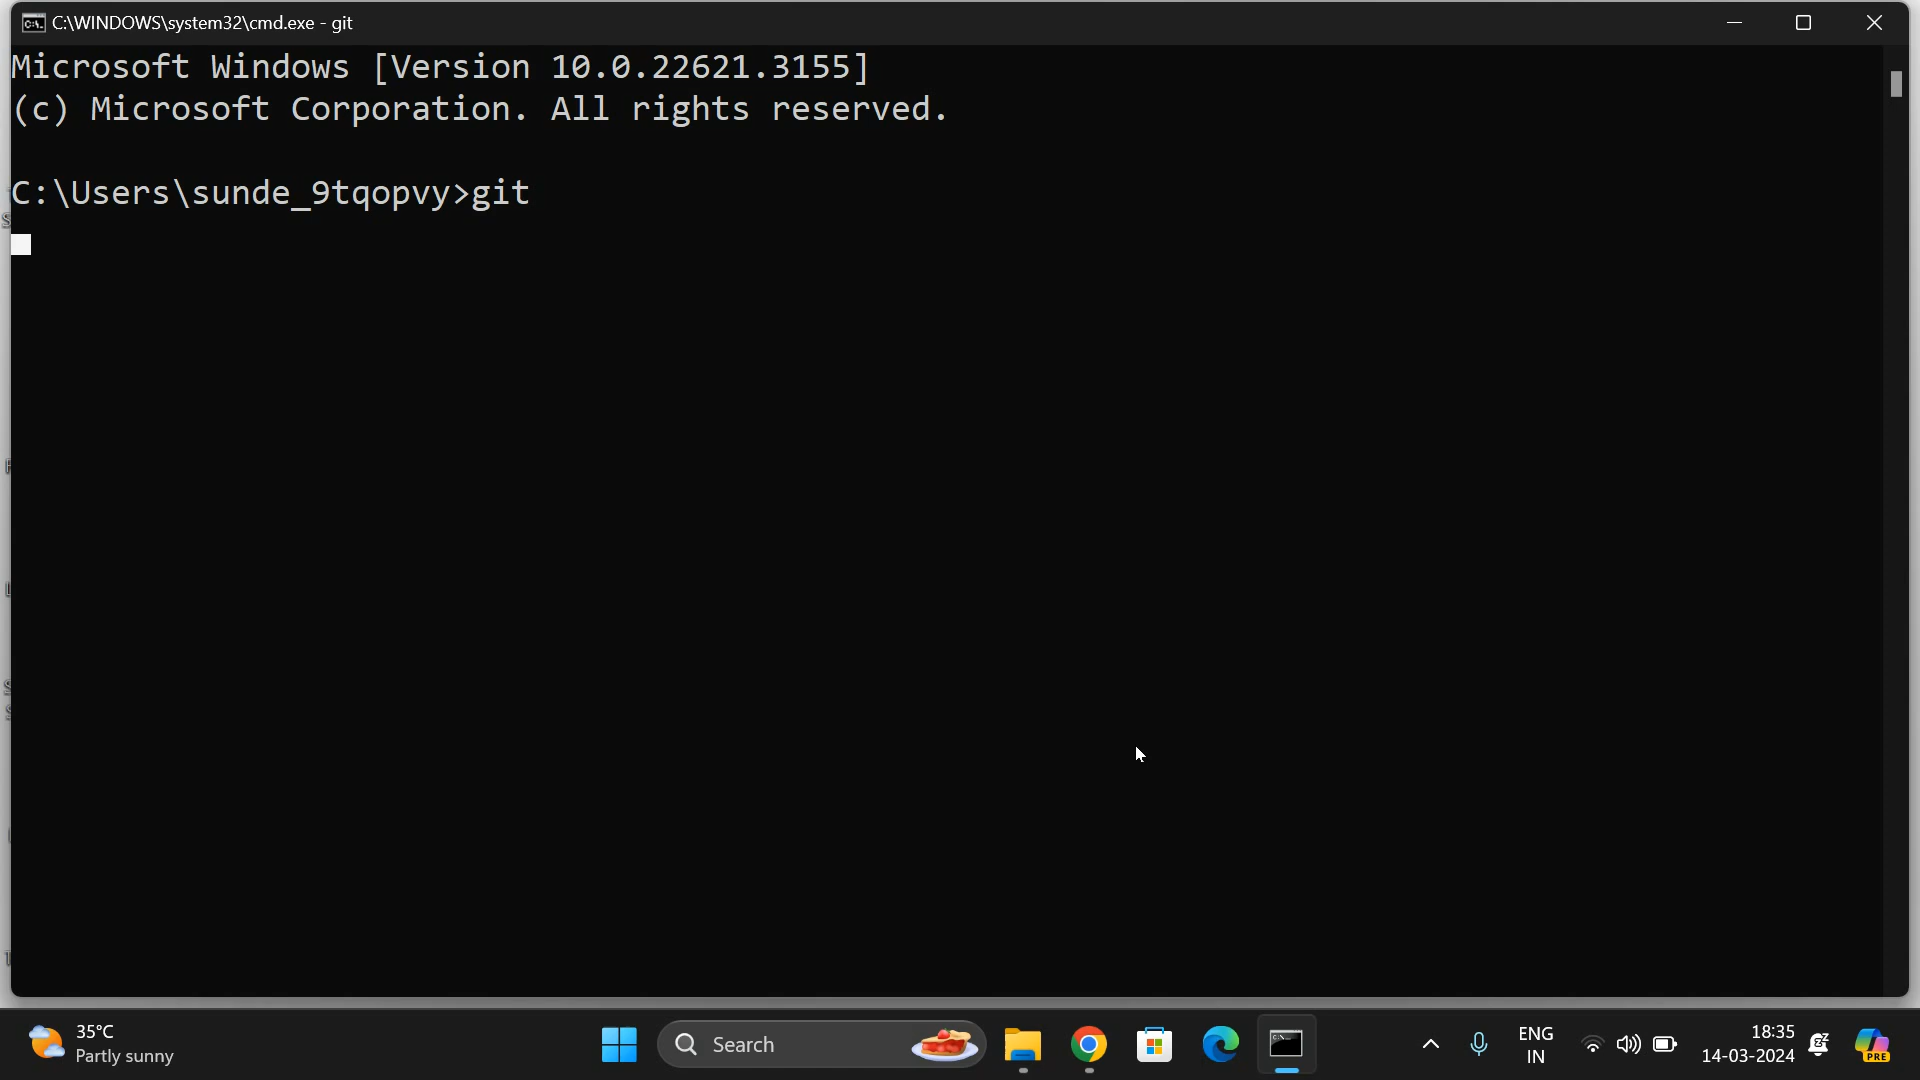 C:\WINDOWS\system32\cmd.exe - git
Microsoft Windows [Version 10.0.22621.3155]
(c) Microsoft Corporation. All rights reserved.
C:\Users\sunde_9tqopvy>git
35°C
Partly sunny
Search
ENG
IN
18:35
14-03-2024
PRE